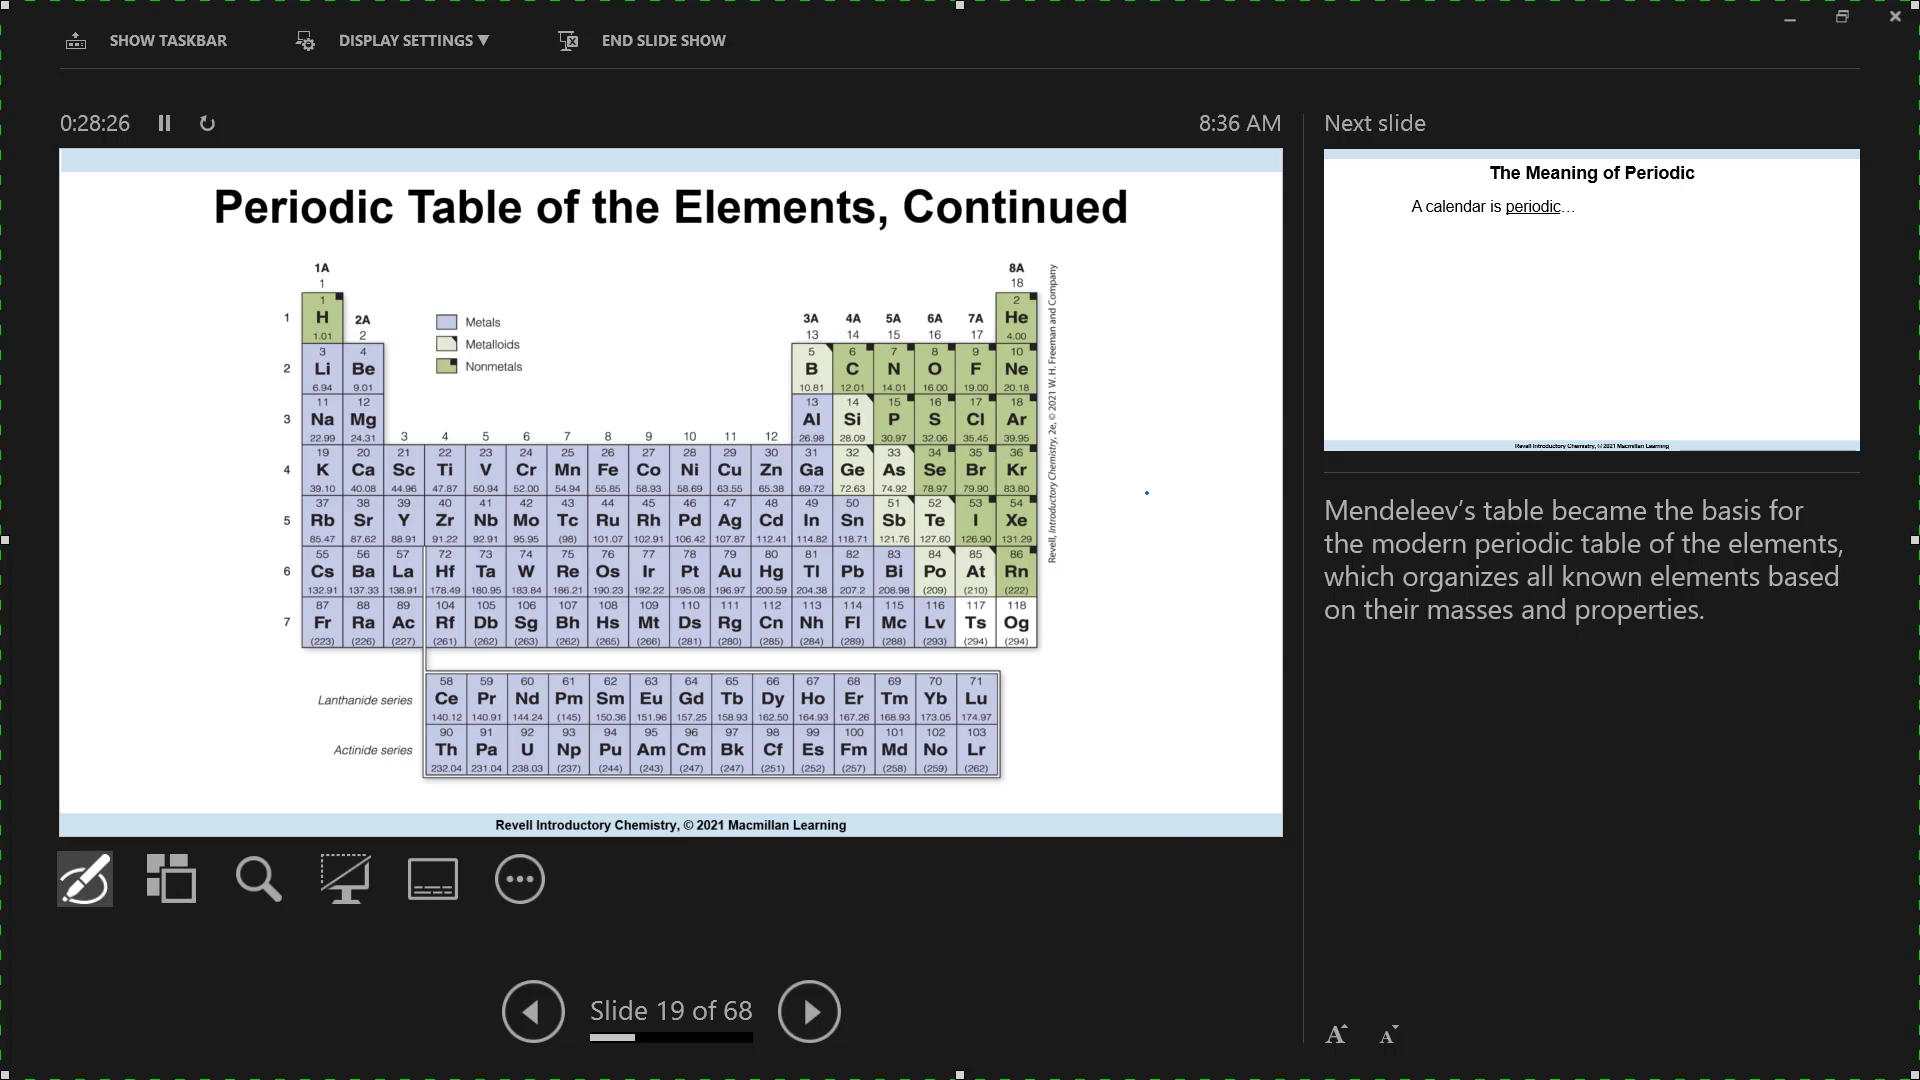 SHOW TASKBAR DISPLAY SETTINGS ▼ END SLIDE SHOW
0:28:26 8:36 AM
Periodic Table of the Elements, Continued
1A 8A
1 18
1 2
1 H 2A 3A 4A 5A 6A 7A He
1.01 2 13 14 15 16 17 4.00
Metals
Metalloids
Nonmetals
3 4 5 6 7 8 9 10
2 Li Be B C N O F Ne
6.94 9.01 10.81 12.01 14.01 16.00 19.00 20.18
11 12 13 14 15 16 17 18
3 Na Mg Al Si P S Cl Ar
22.99 24.31 3 4 5 6 7 8 9 10 11 12 26.98 28.09 30.97 32.06 35.45 39.95
19 20 21 22 23 24 25 26 27 28 29 30 31 32 33 34 35 36
4 K Ca Sc Ti V Cr Mn Fe Co Ni Cu Zn Ga Ge As Se Br Kr
39.10 40.08 44.96 47.87 50.94 52.00 54.94 55.85 58.93 58.69 63.55 65.38 69.72 72.63 74.92 78.97 79.90 83.80
37 38 39 40 41 42 43 44 45 46 47 48 49 50 51 52 53 54
5 Rb Sr Y Zr Nb Mo Tc Ru Rh Pd Ag Cd In Sn Sb Te I Xe
85.47 87.62 88.91 91.22 92.91 95.95 (98) 101.07 102.91 106.42 107.87 112.41 114.82 118.71 121.76 127.60 126.90 131.29
55 56 57 72 73 74 75 76 77 78 79 80 81 82 83 84 85 86
6 Cs Ba La Hf Ta W Re Os Ir Pt Au Hg Tl Pb Bi Po At Rn
132.91 137.33 138.91 178.49 180.95 183.84 186.21 190.23 192.22 195.08 196.97 200.59 204.38 207.2 208.98 (209) (210) (222)
87 88 89 104 105 106 107 108 109 110 111 112 113 114 115 116 117 118
7 Fr Ra Ac Rf Db Sg Bh Hs Mt Ds Rg Cn Nh Fl Mc Lv Ts Og
(223) (226) (227) (261) (262) (263) (262) (265) (266) (281) (280) (285) (284) (289) (288) (293) (294) (294)
58 59 60 61 62 63 64 65 66 67 68 69 70 71
Lanthanide series Ce Pr Nd Pm Sm Eu Gd Tb Dy Ho Er Tm Yb Lu
140.12 140.91 144.24 (145) 150.36 151.96 157.25 158.93 162.50 164.93 167.26 168.93 173.05 174.97
90 91 92 93 94 95 96 97 98 99 100 101 102 103
Actinide series Th Pa U Np Pu Am Cm Bk Cf Es Fm Md No Lr
232.04 231.04 238.03 (237) (244) (243) (247) (247) (251) (252) (257) (258) (259) (262)
Revell, Introductory Chemistry, 2e, © 2021 W. H. Freeman and Company
Revell Introductory Chemistry, © 2021 Macmillan Learning
Slide 19 of 68
Next slide
The Meaning of Periodic
A calendar is periodic…
Revell Introductory Chemistry, © 2021 Macmillan Learning
Mendeleev’s table became the basis for
the modern periodic table of the elements,
which organizes all known elements based
on their masses and properties.
A A